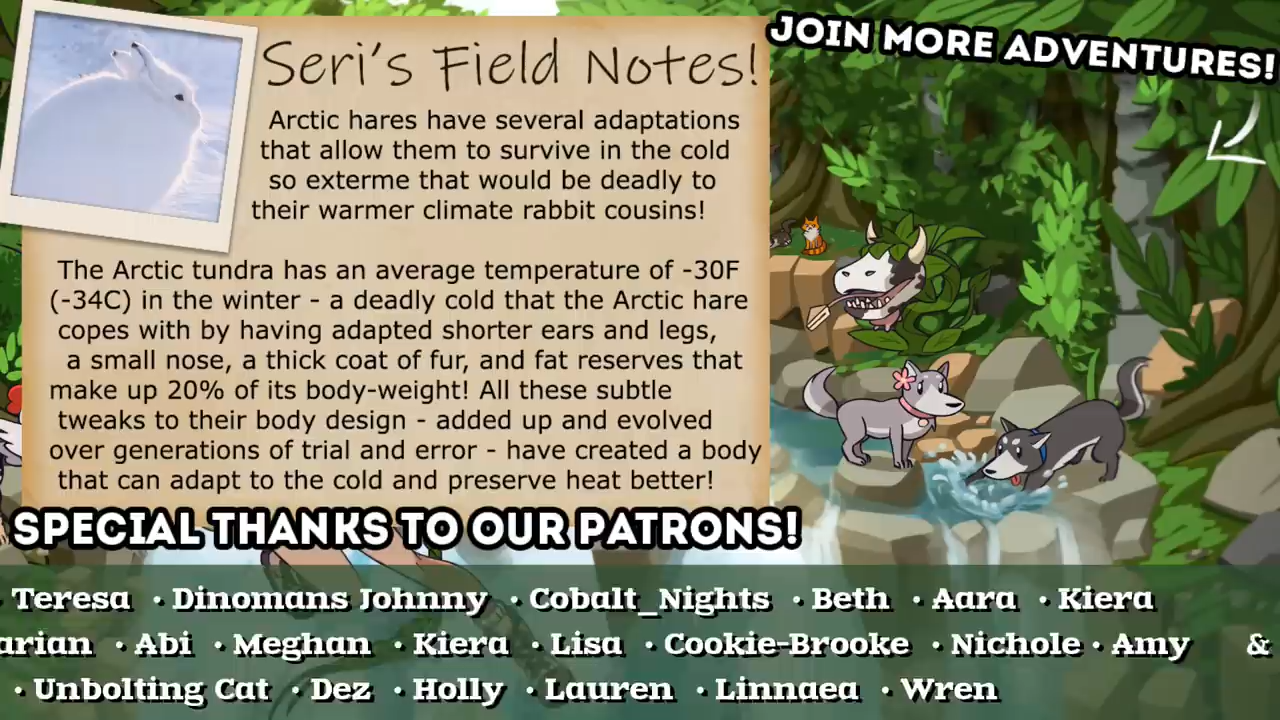 Seri's Field Notes!
Arctic hares have several adaptations
that allow them to survive in the cold
so exterme that would be deadly to
their warmer climate rabbit cousins!
The Arctic tundra has an average temperature of -30F
(-34C) in the winter - a deadly cold that the Arctic hare
copes with by having adapted shorter ears and legs,
a small nose, a thick coat of fur, and fat reserves that
make up 20% of its body-weight! All these subtle
tweaks to their body design - added up and evolved
over generations of trial and error - have created a body
that can adapt to the cold and preserve heat better!
JOIN MORE ADVENTURES!
SPECIAL THANKS TO OUR PATRONS!
· Teresa · Dinomans Johnny · Cobalt_Nights · Beth · Aara · Kiera
arian · Abi · Meghan · Kiera · Lisa · Cookie-Brooke · Nichole · Amy &
· Unbolting Cat · Dez · Holly · Lauren · Linnaea · Wren